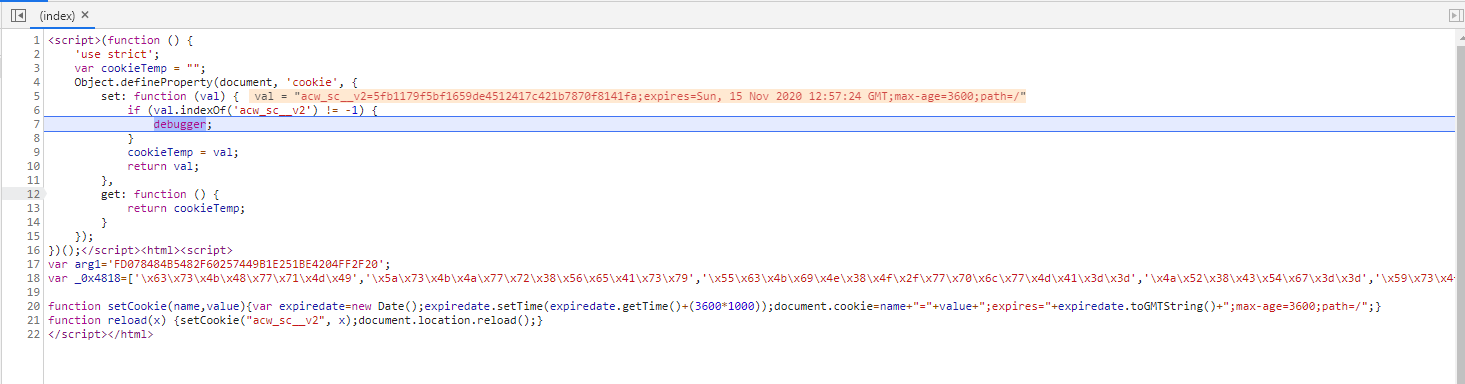 (index) ×
1 <script>(function () {
2 'use strict';
3 var cookieTemp = "";
4 Object.defineProperty(document, 'cookie', {
5 set: function (val) { val = "acw_sc__v2=5fb1179f5bf1659de4512417c421b7870f8141fa;expires=Sun, 15 Nov 2020 12:57:24 GMT;max-age=3600;path=/"
6 if (val.indexOf('acw_sc__v2') != -1) {
7 debugger;
8 }
9 cookieTemp = val;
10 return val;
11 },
12 get: function () {
13 return cookieTemp;
14 }
15 });
16 })();</script><html><script>
17 var arg1='FD078484B5482F60257449B1E251BE4204FF2F20';
18 var _0x4818=['\x63\x73\x4b\x48\x77\x71\x4d\x49','\x5a\x73\x4b\x4a\x77\x72\x38\x56\x65\x41\x73\x79','\x55\x63\x4b\x69\x4e\x38\x4f\x2f\x77\x70\x6c\x77\x4d\x41\x3d\x3d','\x4a\x52\x38\x43\x54\x67\x3d\x3d','\x59\x73\x4
19
20 function setCookie(name,value){var expiredate=new Date();expiredate.setTime(expiredate.getTime()+(3600*1000));document.cookie=name+"="+value+";expires="+expiredate.toGMTString()+";max-age=3600;path=/";}
21 function reload(x) {setCookie("acw_sc__v2", x);document.location.reload();}
22 </script></html>